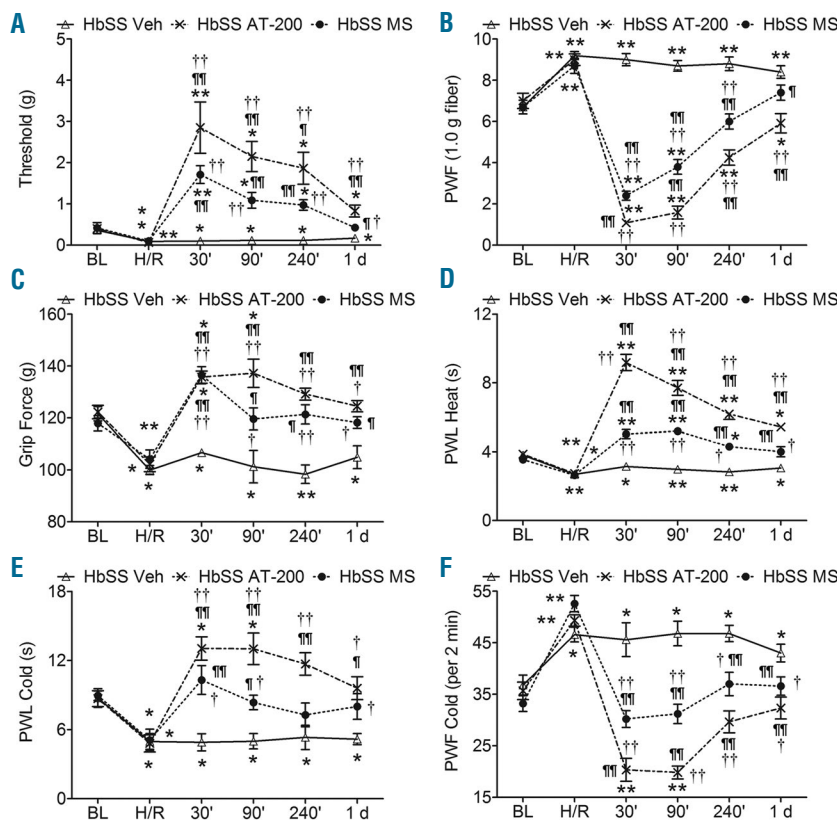 A
HbSS Veh HbSS AT-200 HbSS MS
Threshold (g)
5
4
3
2
1
0
†† ¶¶ **
††
** ¶¶
†† ¶¶ *
* ¶¶
††
†† ¶ *
¶¶ * ††
†† ¶¶ *
¶ †
* * ** * * * *
BL H/R 30' 90' 240' 1 d
B
HbSS Veh HbSS AT-200 HbSS MS
PWF (1.0 g fiber)
10
8
6
4
2
0
** ** ** ** ** **
**
¶¶ †† **
¶¶ ** ††
¶¶ †† **
¶¶ ** ††
†† ¶¶
** †† ¶¶
¶
* †† ¶¶
BL H/R 30' 90' 240' 1 d
C
HbSS Veh HbSS AT-200 HbSS MS
Grip Force (g)
160
140
120
100
80
**
* *
* ¶¶ ††
* ¶¶ ††
*
* ¶¶ ††
¶ †
*
¶¶ ††
¶ ††
**
¶¶ †
† ¶
*
BL H/R 30' 90' 240' 1 d
D
HbSS Veh HbSS AT-200 HbSS MS
PWL Heat (s)
12
8
4
0
** * **
†† ¶¶ **
¶¶ ** ††
*
†† ¶¶ **
¶¶ ** ††
**
†† ¶¶ **
† *
**
†† ¶¶ *
¶¶ †
*
BL H/R 30' 90' 240' 1 d
E
HbSS Veh HbSS AT-200 HbSS MS
PWL Cold (s)
18
12
6
0
* * *
†† ¶¶ *
¶¶ †
*
†† ¶¶ *
¶ †
*
†† ¶¶
*
† ¶
†
*
BL H/R 30' 90' 240' 1 d
F
HbSS Veh HbSS AT-200 HbSS MS
PWF Cold (per 2 min)
55
45
35
25
15
** ** *
* * * *
†† ¶¶
¶¶ †† **
†† ¶¶
¶¶ †† **
† ¶¶
¶¶ ††
¶¶ †
¶¶ †
BL H/R 30' 90' 240' 1 d